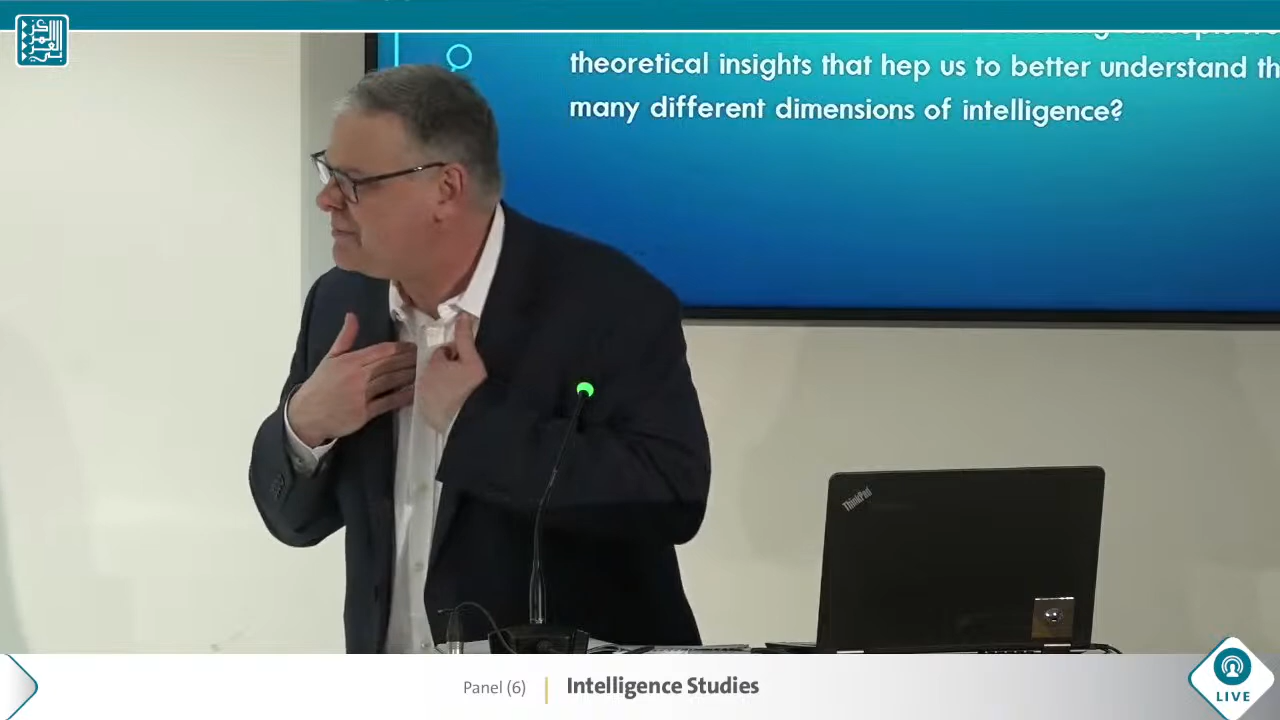 theoretical insights that hep us to better understand
many different dimensions of intelligence?
ThinkPad
Panel (6)
Intelligence Studies
LIVE